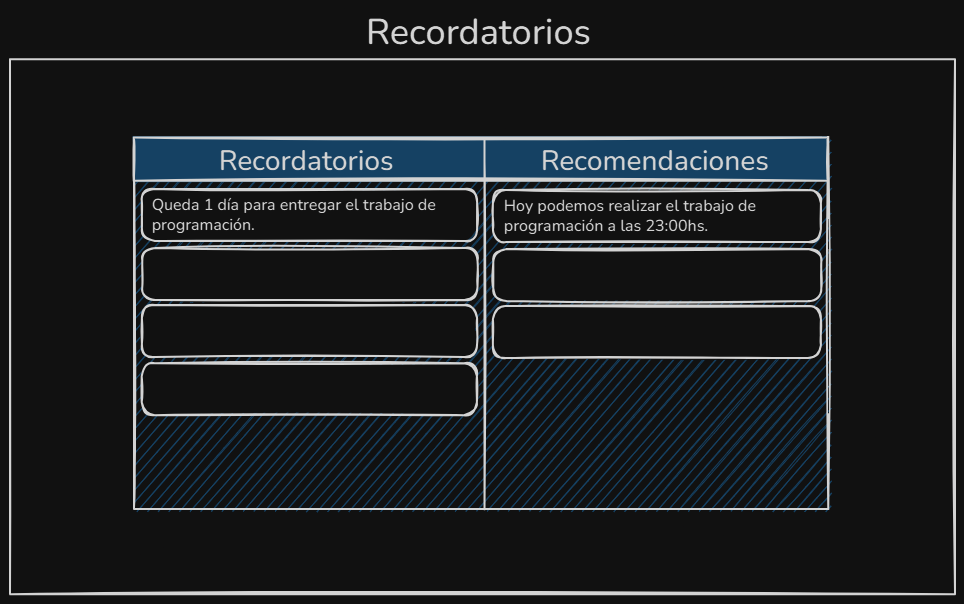 Recordatorios
Recordatorios
Recomendaciones
Queda 1 día para entregar el trabajo de
programación.
Hoy podemos realizar el trabajo de
programación a las 23:00hs.